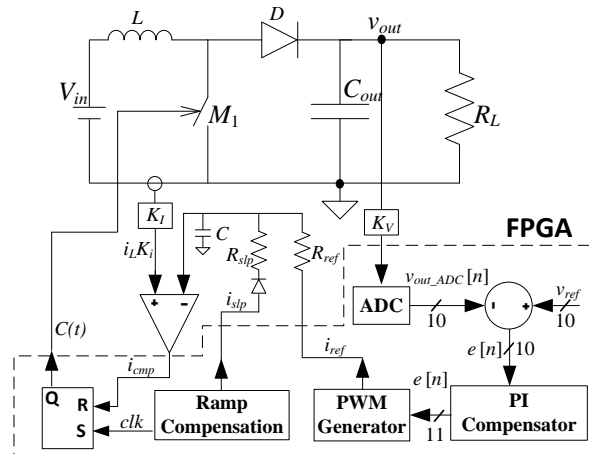 L
D
v_out
V_in
M_1
C_out
R_L
K_I
C
R_slp
R_ref
K_V
FPGA
i_L K_i
+
-
i_slp
ADC
v_out_ADC[n]
10
-
+
v_ref
10
C(t)
i_cmp
i_ref
e[n]
10
Q
R
S
clk
Ramp
Compensation
PWM
Generator
e[n]
11
PI
Compensator